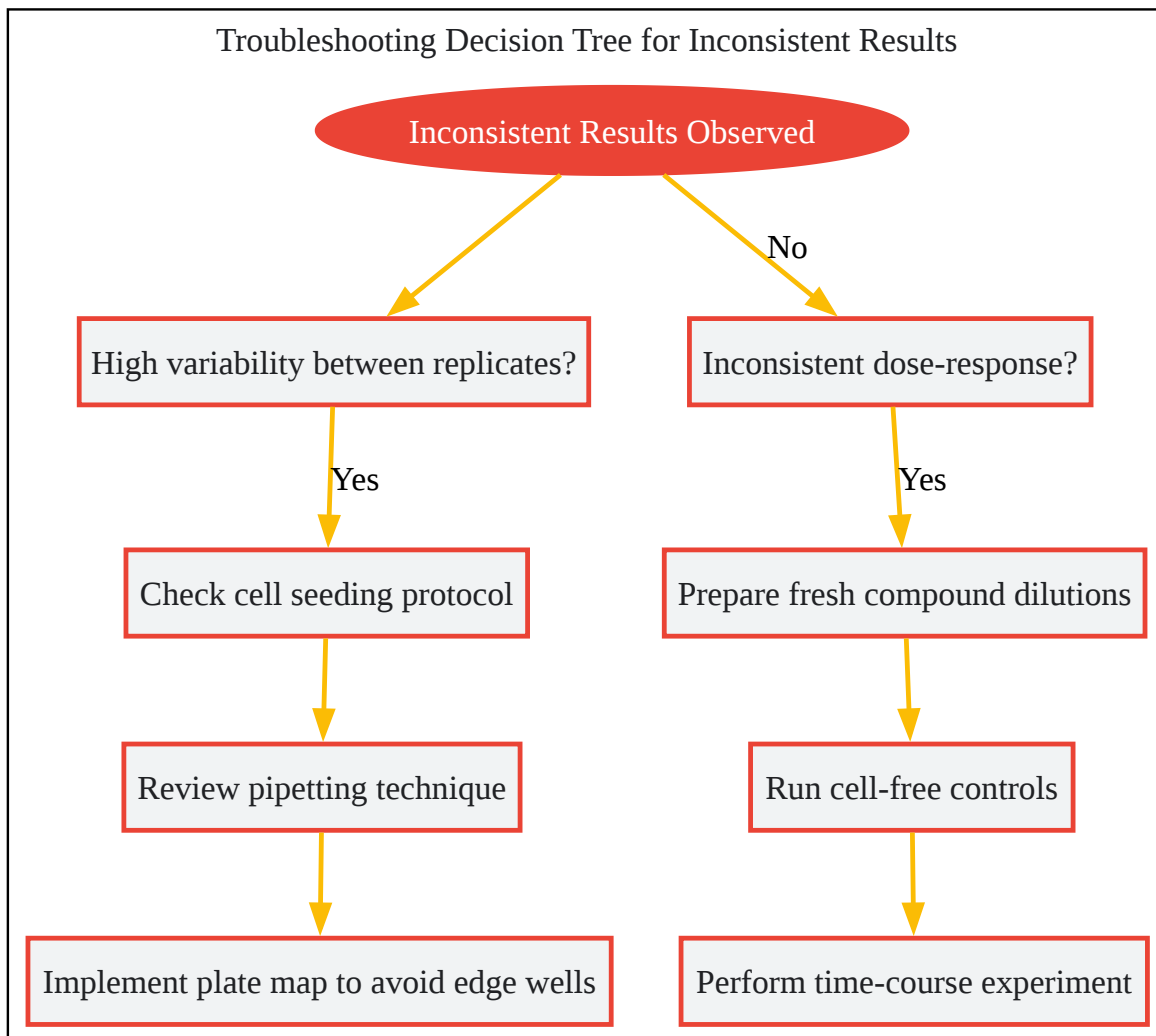 Troubleshooting Decision Tree for Inconsistent Results
Inconsistent Results Observed
No
High variability between replicates?
Inconsistent dose-response?
Yes
Yes
Check cell seeding protocol
Prepare fresh compound dilutions
Review pipetting technique
Run cell-free controls
Implement plate map to avoid edge wells
Perform time-course experiment